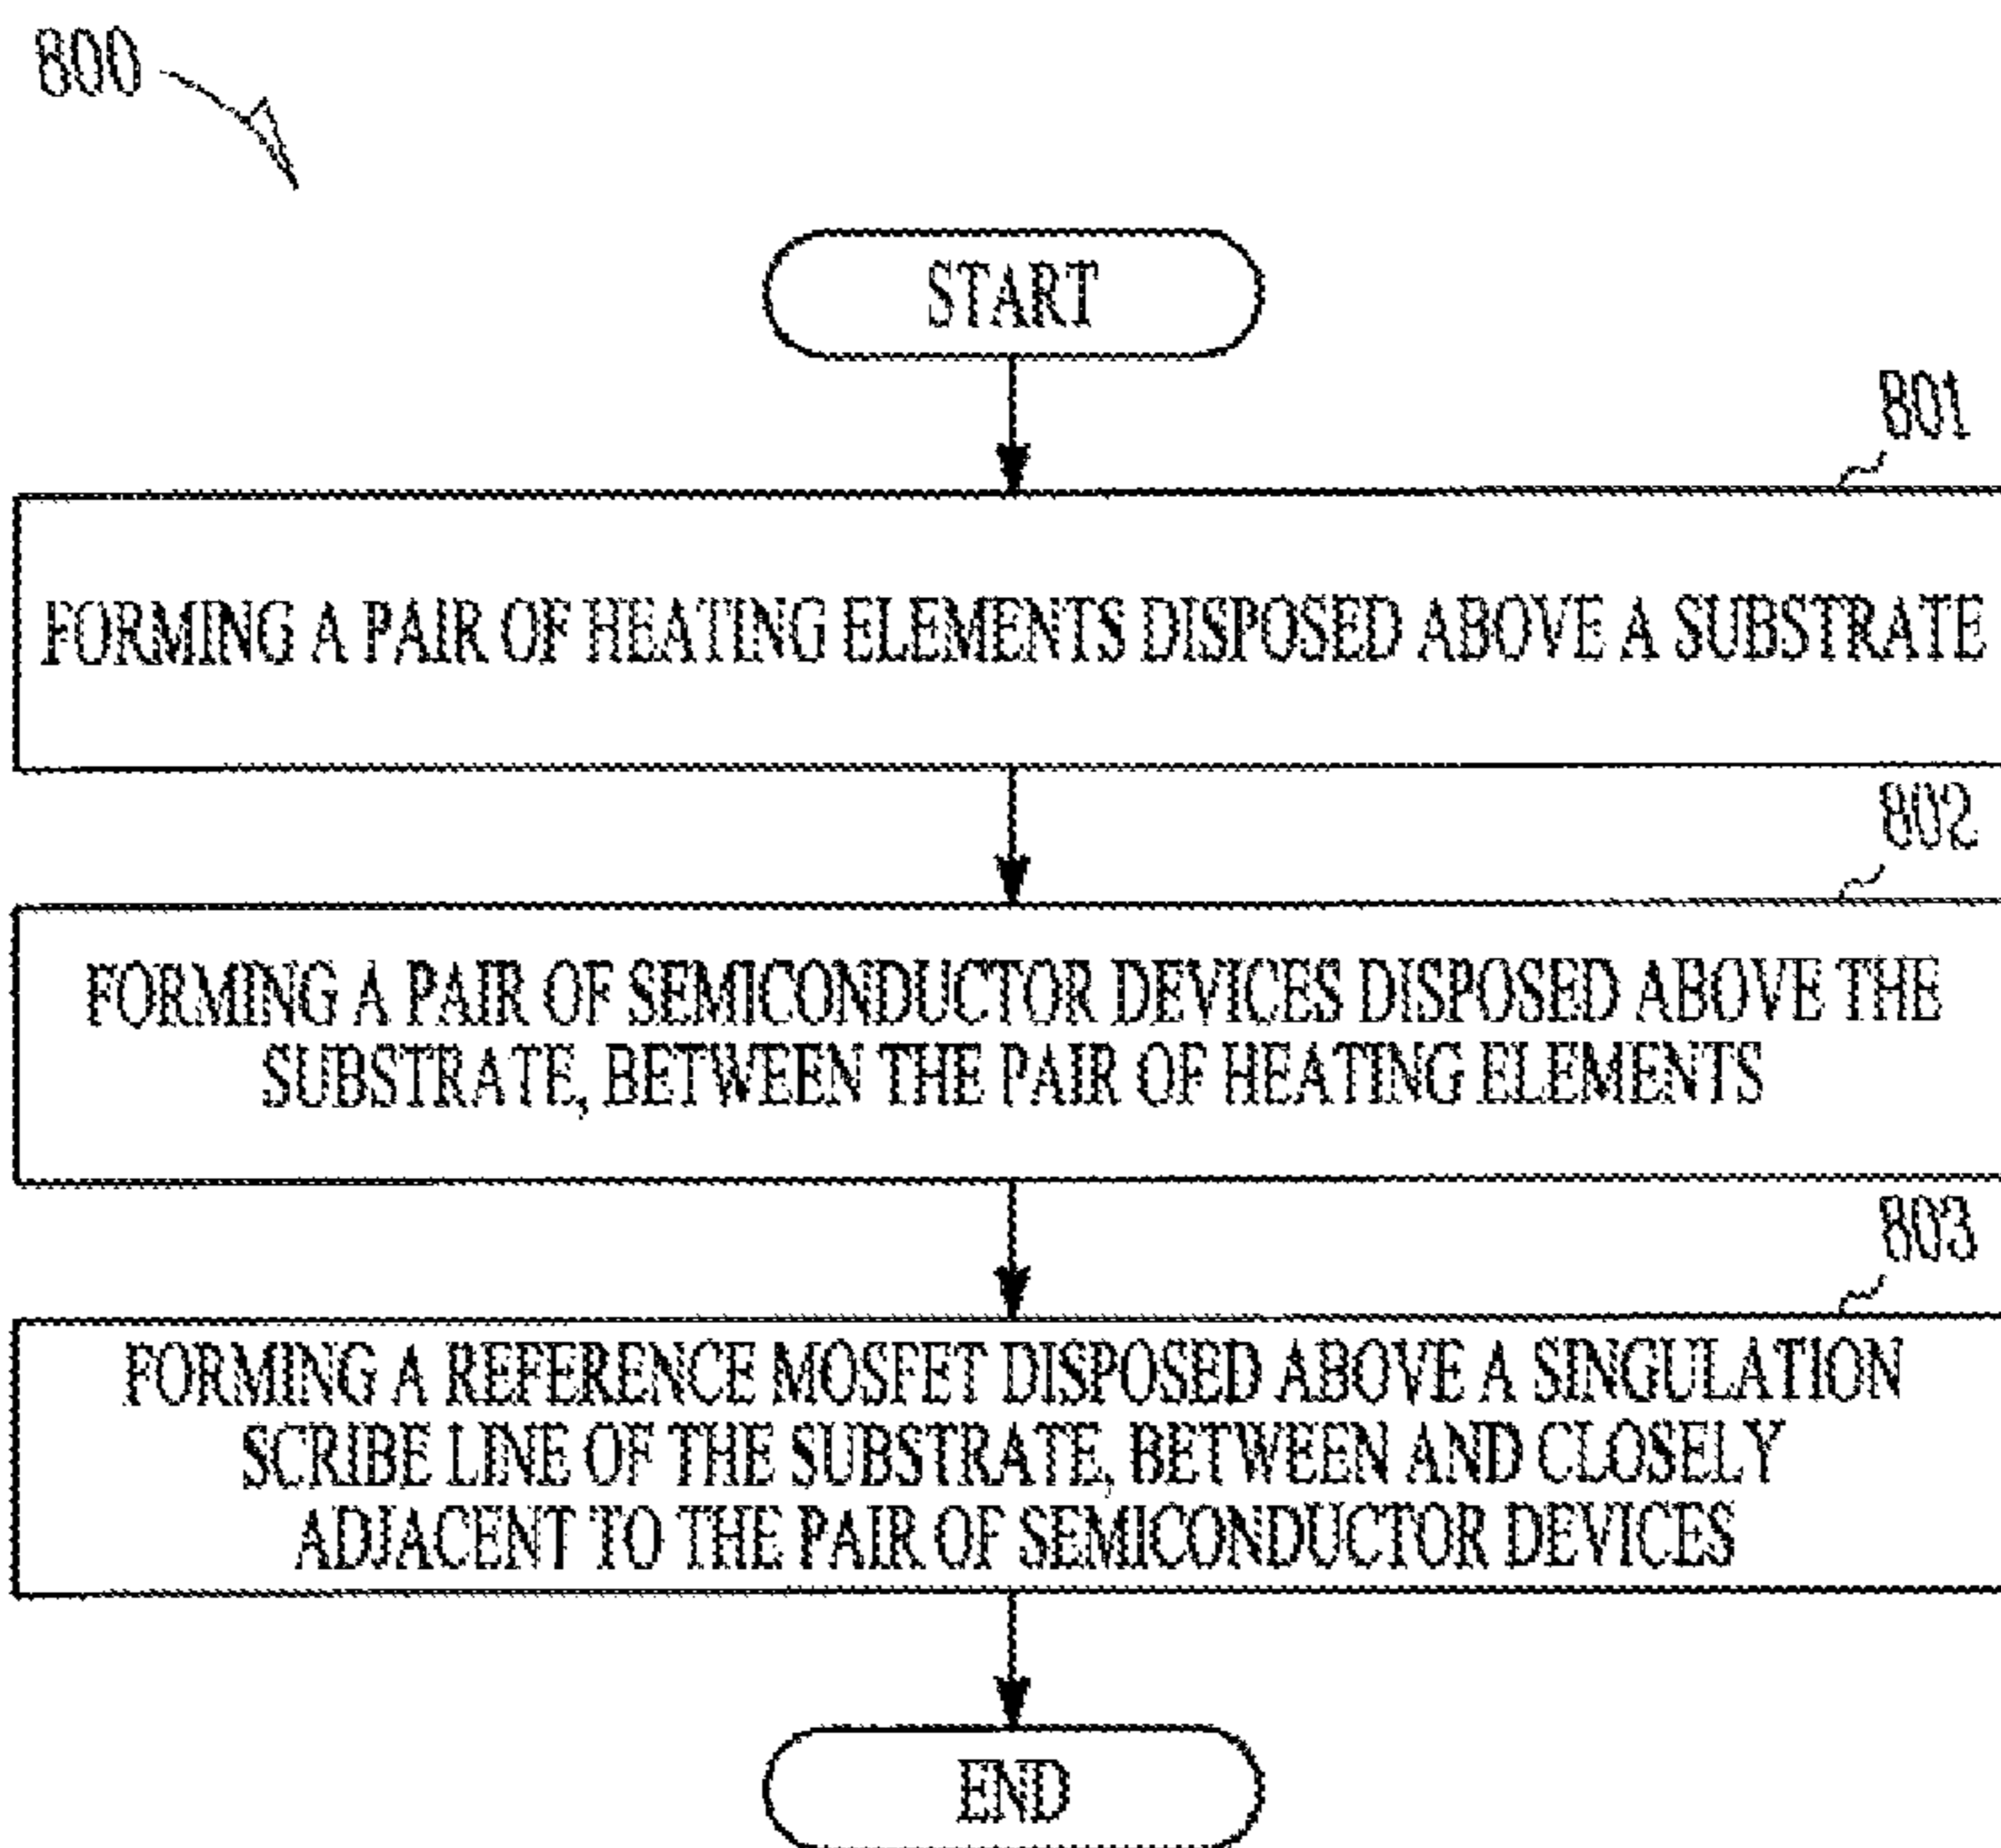 800
START
801
FORMING A PAIR OF HEATING ELEMENTS DISPOSED ABOVE A SUBSTRATE
802
FORMING A PAIR OF SEMICONDUCTOR DEVICES DISPOSED ABOVE THE
SUBSTRATE, BETWEEN THE PAIR OF HEATING ELEMENTS
803
FORMING A REFERENCE MOSFET DISPOSED ABOVE A SINGULATION
SCRIBE LINE OF THE SUBSTRATE, BETWEEN AND CLOSELY
ADJACENT TO THE PAIR OF SEMICONDUCTOR DEVICES
END